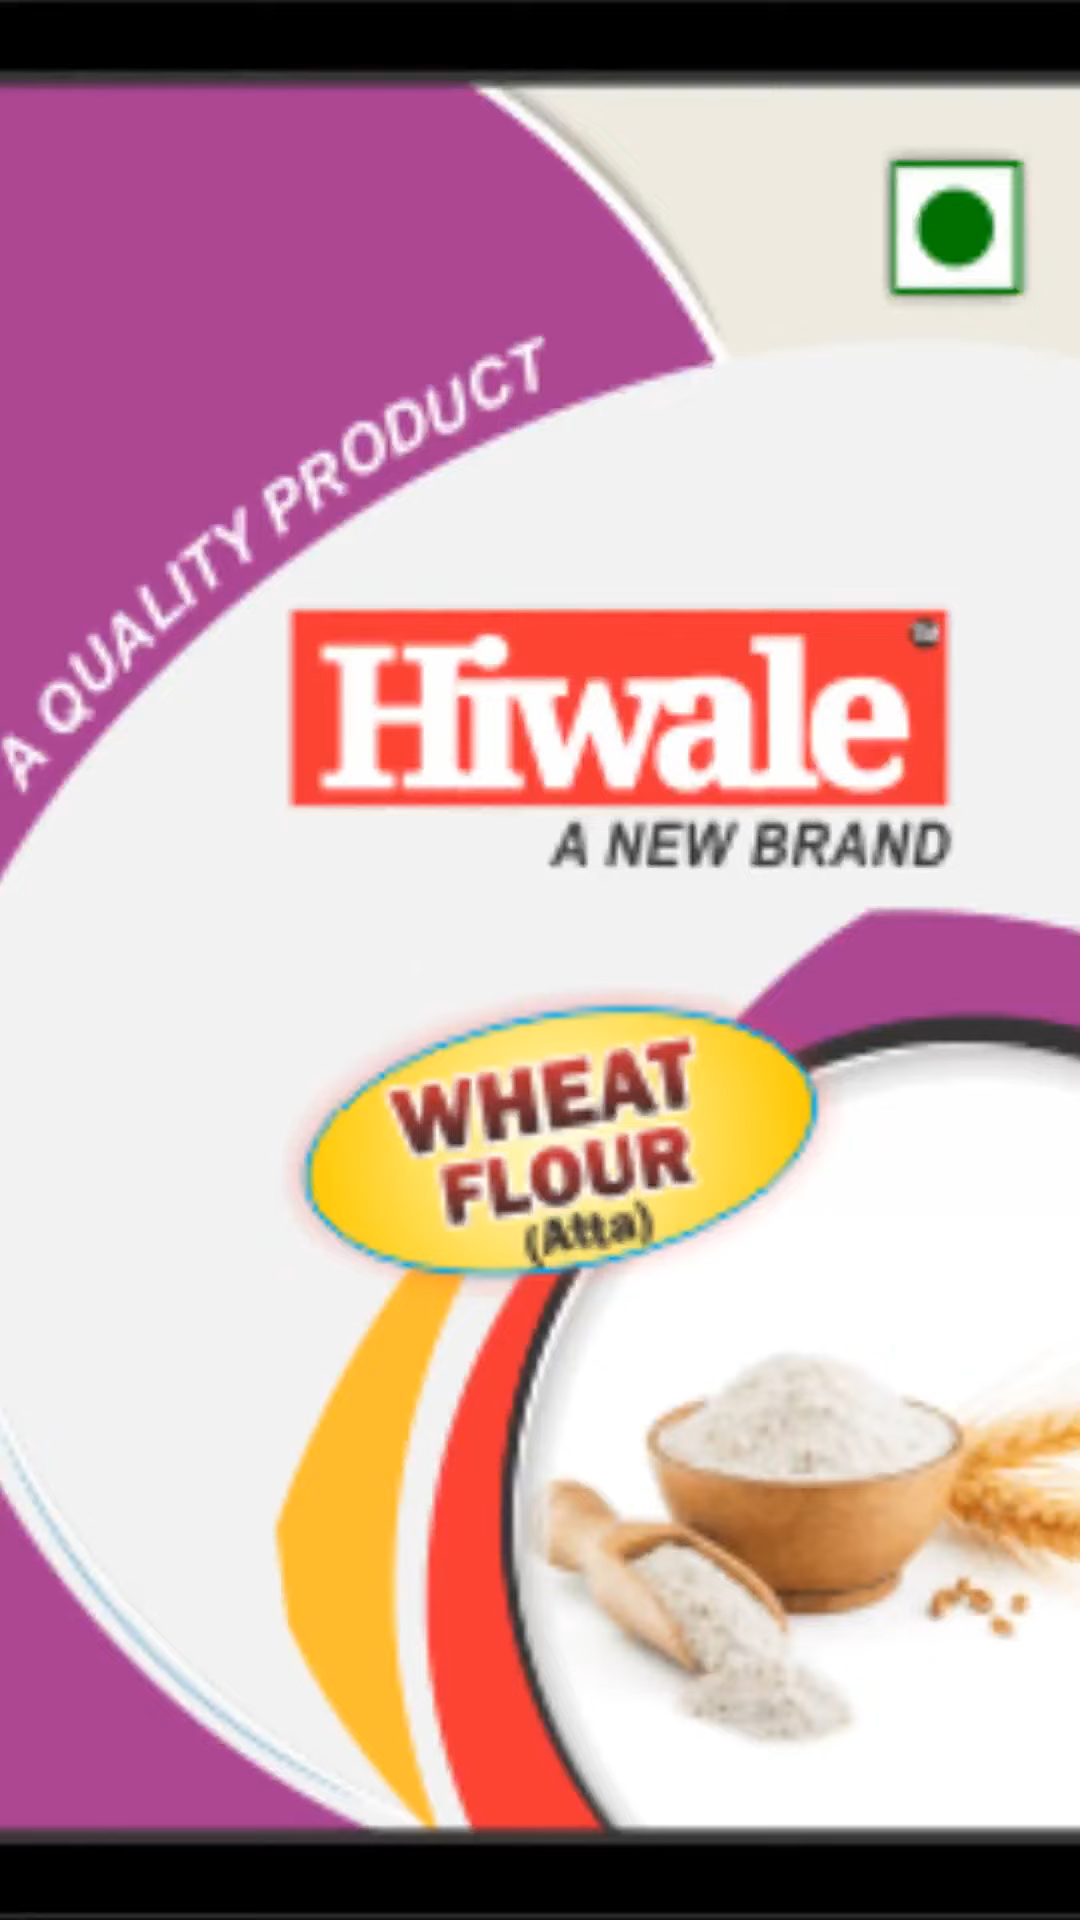 A QUALITY PRODUCT
Hiwale
A NEW BRAND
WHEAT
FLOUR
(Atta)